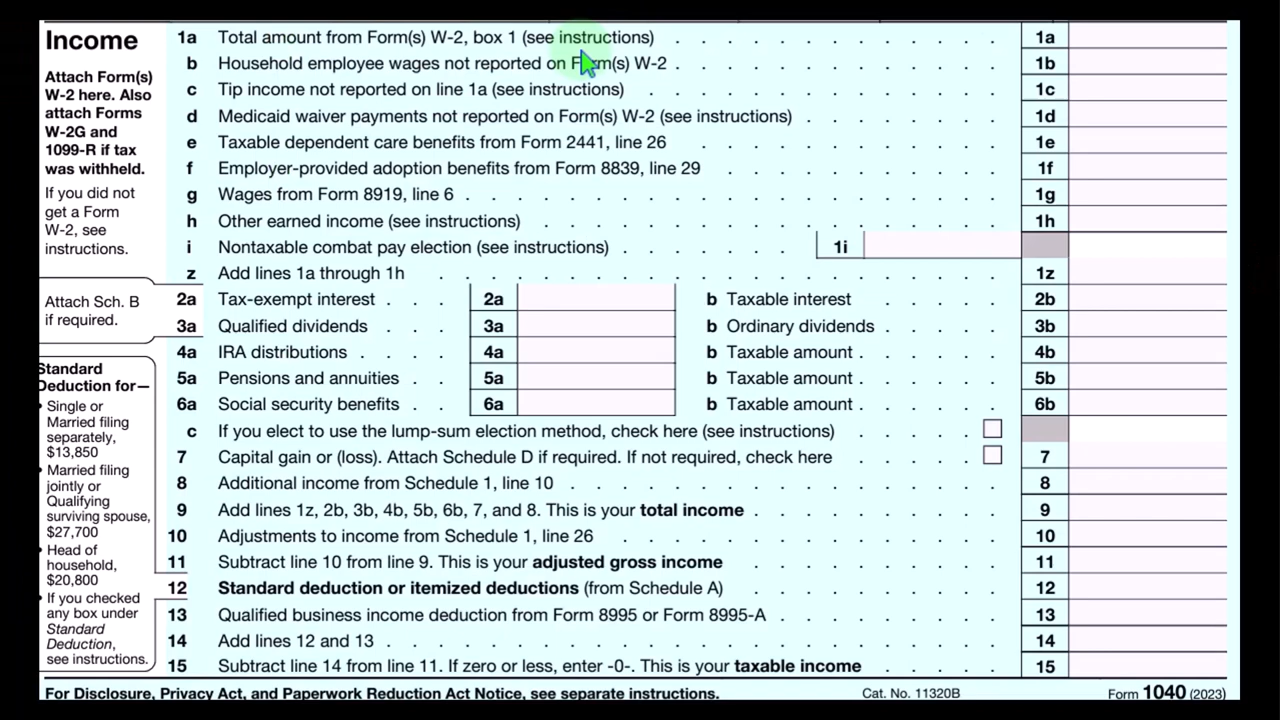 Income
Attach Form(s)
W-2 here. Also
attach Forms
W-2G and
1099-R if tax
was withheld.
If you did not
get a Form
W-2, see
instructions.
Attach Sch. B
if required.
Standard
Deduction for—
• Single or
Married filing
separately,
$13,850
• Married filing
jointly or
Qualifying
surviving spouse,
$27,700
• Head of
household,
$20,800
• If you checked
any box under
Standard
Deduction,
see instructions.
1a Total amount from Form(s) W-2, box 1 (see instructions) . . . . . . . . . . . . . 1a
b Household employee wages not reported on Form(s) W-2 . . . . . . . . . . . . . 1b
c Tip income not reported on line 1a (see instructions) . . . . . . . . . . . . . . 1c
d Medicaid waiver payments not reported on Form(s) W-2 (see instructions) . . . . . . . . 1d
e Taxable dependent care benefits from Form 2441, line 26 . . . . . . . . . . . . 1e
f Employer-provided adoption benefits from Form 8839, line 29 . . . . . . . . . . . 1f
g Wages from Form 8919, line 6 . . . . . . . . . . . . . . . . . . . . . 1g
h Other earned income (see instructions) . . . . . . . . . . . . . . . . . . 1h
i Nontaxable combat pay election (see instructions) . . . . . . . 1i
z Add lines 1a through 1h . . . . . . . . . . . . . . . . . . . . . . 1z
2a Tax-exempt interest . . . 2a b Taxable interest . . . . . 2b
3a Qualified dividends . . . 3a b Ordinary dividends . . . . . 3b
4a IRA distributions . . . . 4a b Taxable amount . . . . . . 4b
5a Pensions and annuities . . 5a b Taxable amount . . . . . . 5b
6a Social security benefits . . 6a b Taxable amount . . . . . . 6b
c If you elect to use the lump-sum election method, check here (see instructions) . . . . .
7 Capital gain or (loss). Attach Schedule D if required. If not required, check here . . . . . 7
8 Additional income from Schedule 1, line 10 . . . . . . . . . . . . . . . . . 8
9 Add lines 1z, 2b, 3b, 4b, 5b, 6b, 7, and 8. This is your total income . . . . . . . . . . 9
10 Adjustments to income from Schedule 1, line 26 . . . . . . . . . . . . . . . 10
11 Subtract line 10 from line 9. This is your adjusted gross income . . . . . . . . . . 11
12 Standard deduction or itemized deductions (from Schedule A) . . . . . . . . . . 12
13 Qualified business income deduction from Form 8995 or Form 8995-A . . . . . . . . . 13
14 Add lines 12 and 13 . . . . . . . . . . . . . . . . . . . . . . . 14
15 Subtract line 14 from line 11. If zero or less, enter -0-. This is your taxable income . . . . . 15
For Disclosure, Privacy Act, and Paperwork Reduction Act Notice, see separate instructions. Cat. No. 11320B Form 1040 (2023)